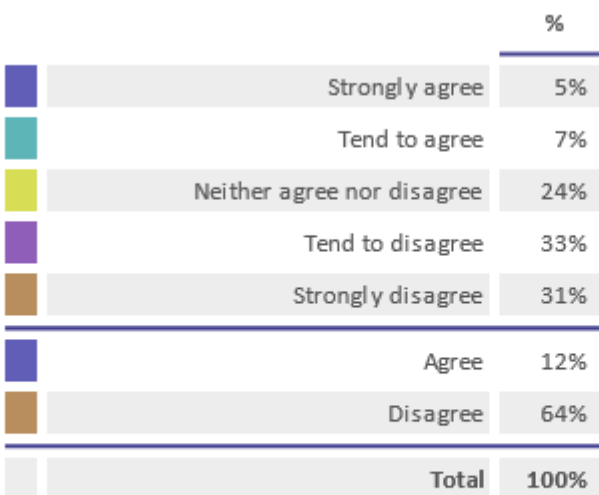 %
Strongly agree 5%
Tend to agree 7%
Neither agree nor disagree 24%
Tend to disagree 33%
Strongly disagree 31%
Agree 12%
Disagree 64%
Total 100%